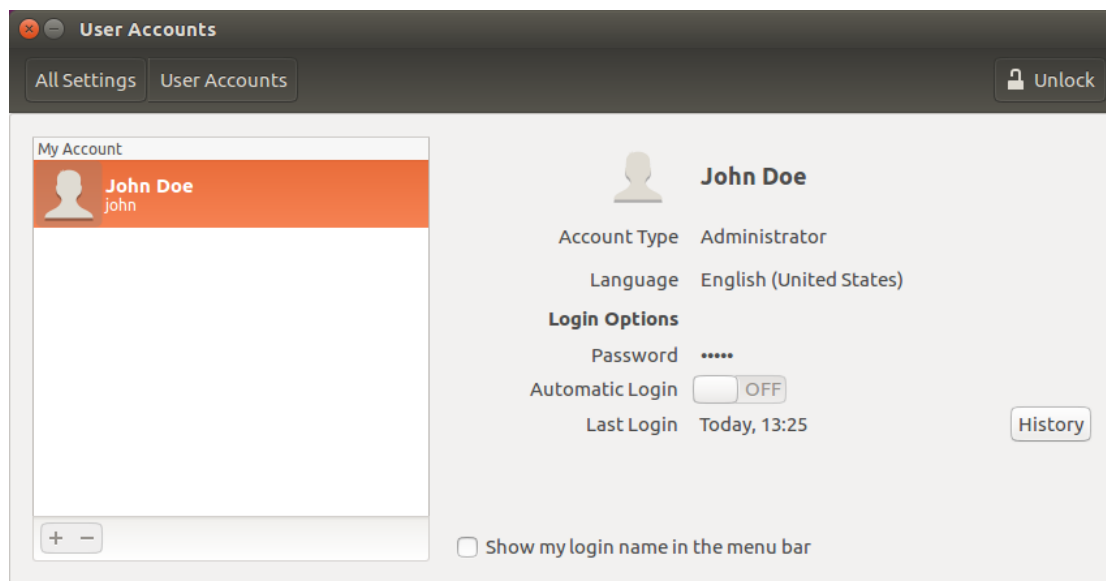 User Accounts
All Settings User Accounts Unlock
My Account
John Doe
john
John Doe
Account Type Administrator
Language English (United States)
Login Options
Password •••••
Automatic Login OFF
Last Login Today, 13:25 History
+ −
Show my login name in the menu bar